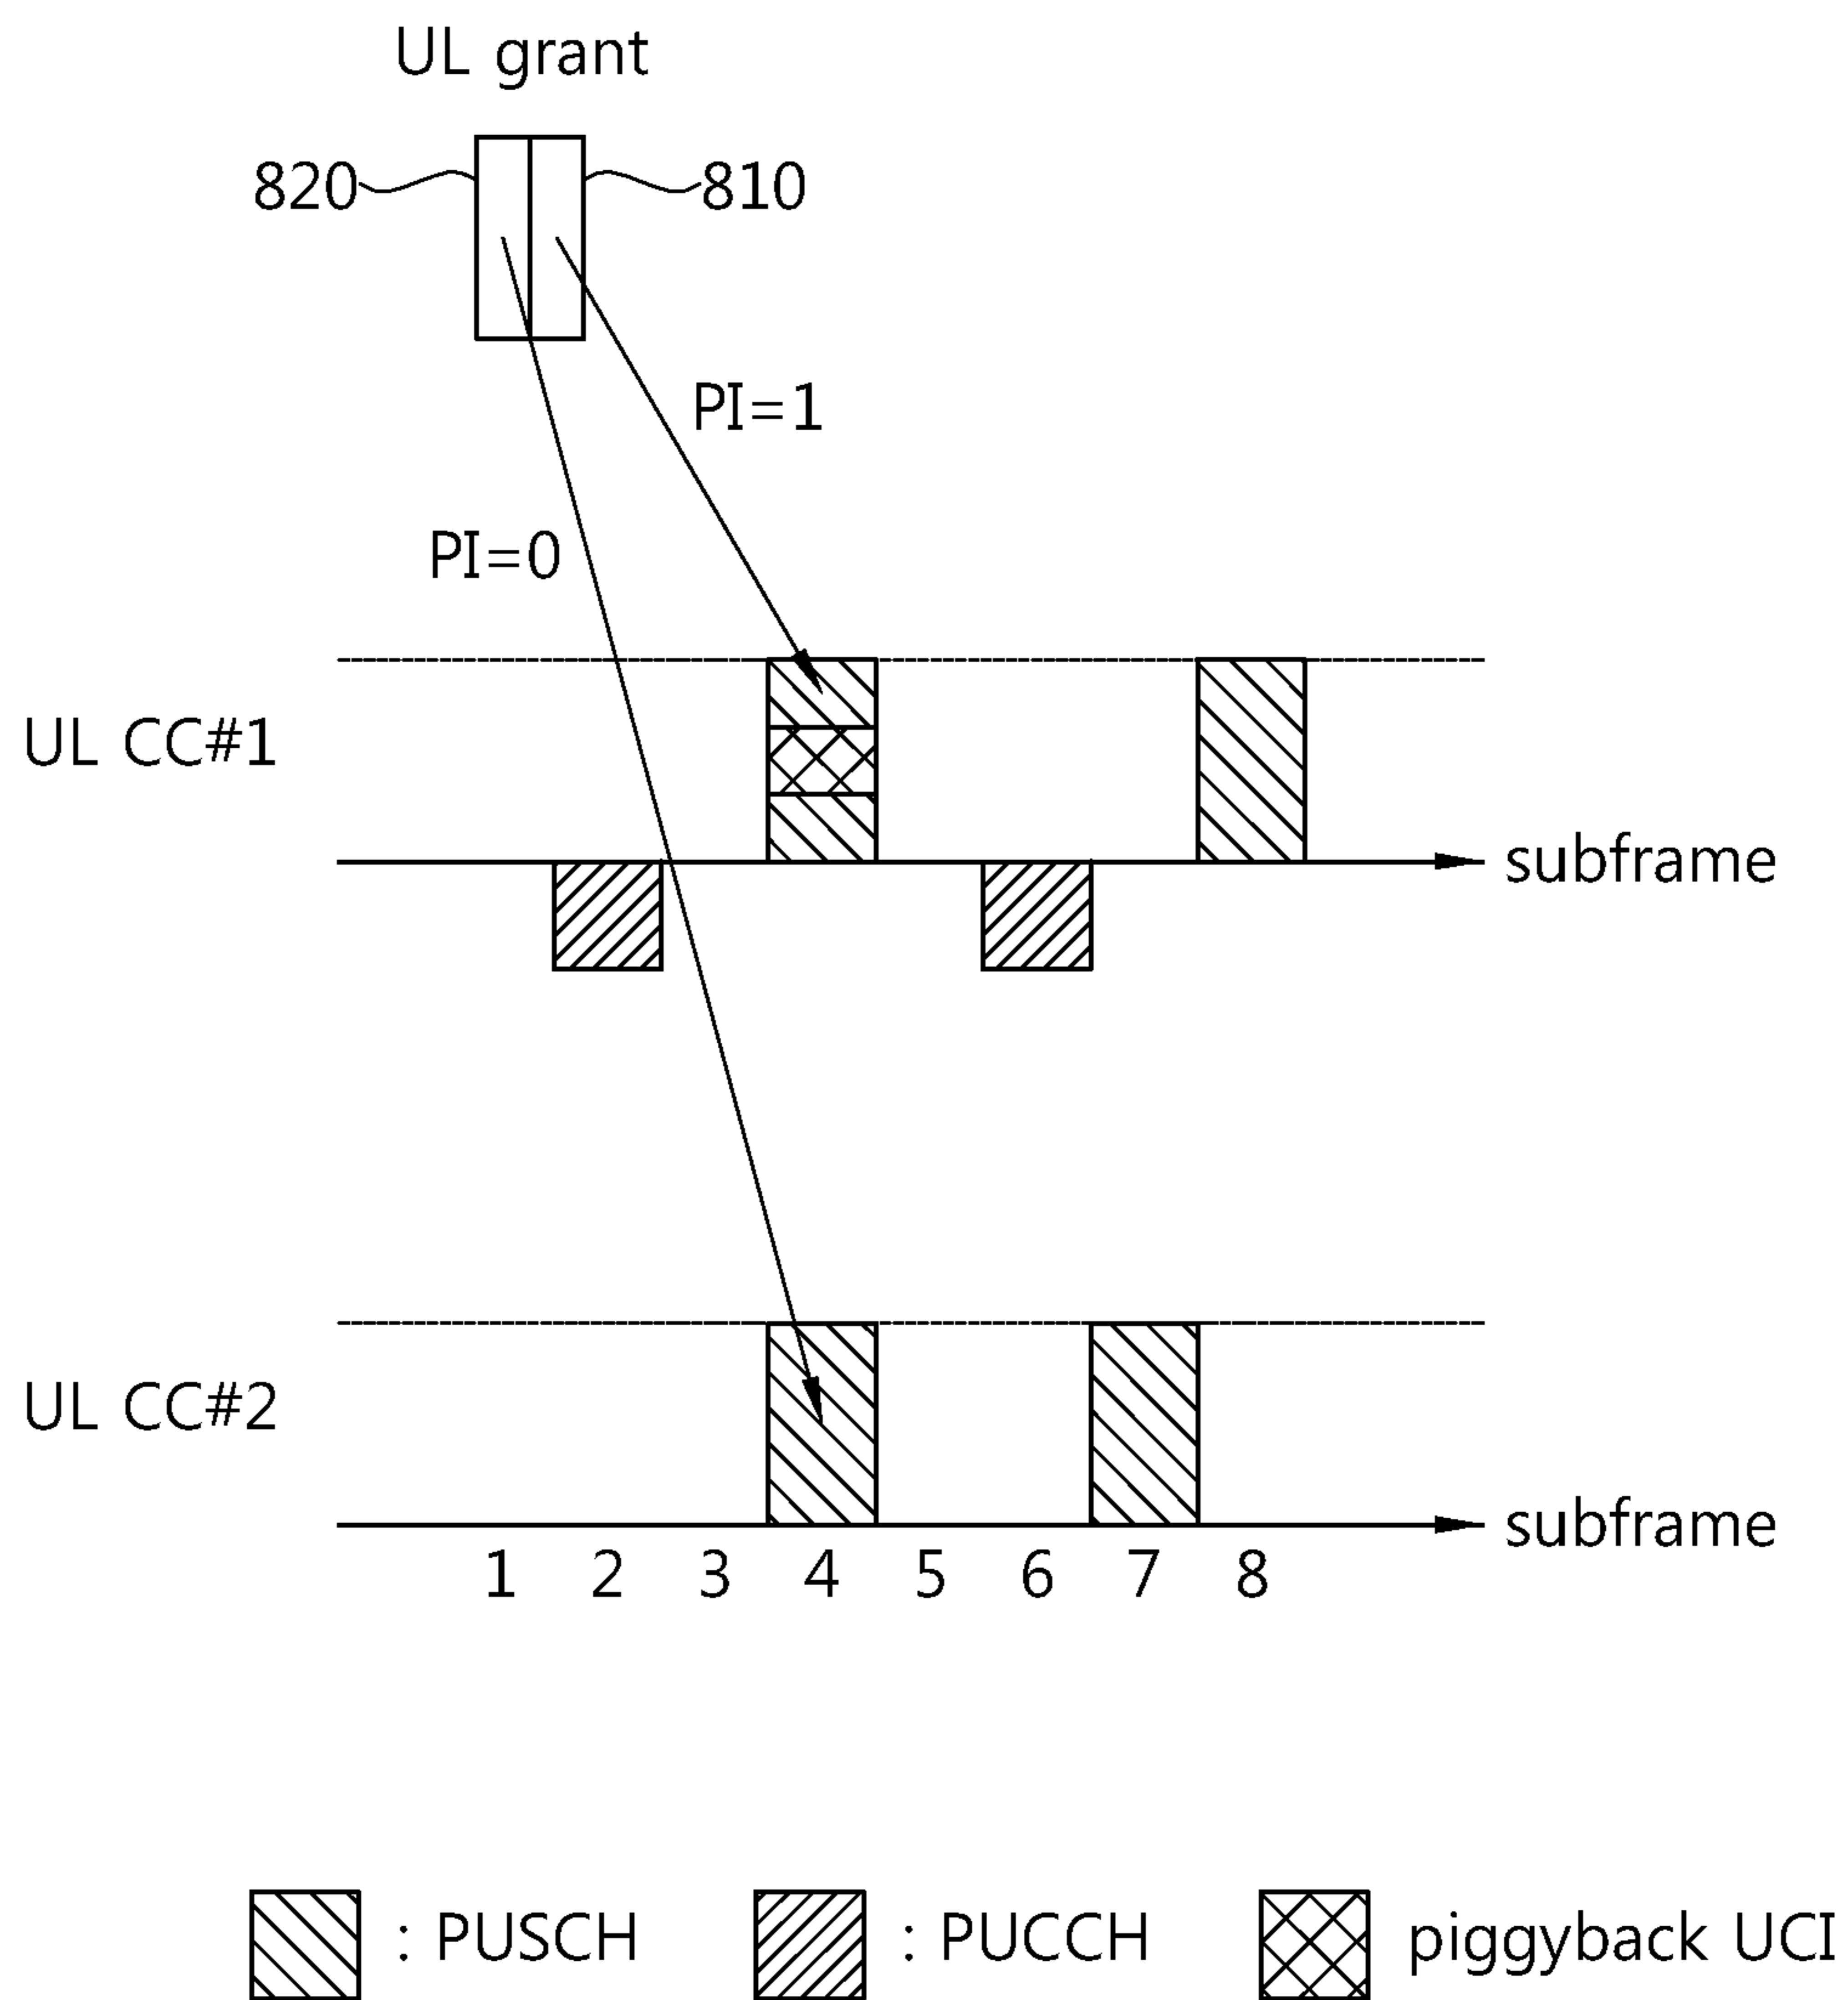 UL grant
820 810
PI=1
PI=0
UL CC#1
subframe
UL CC#2
subframe
1 2 3 4 5 6 7 8
: PUSCH : PUCCH piggyback UCI